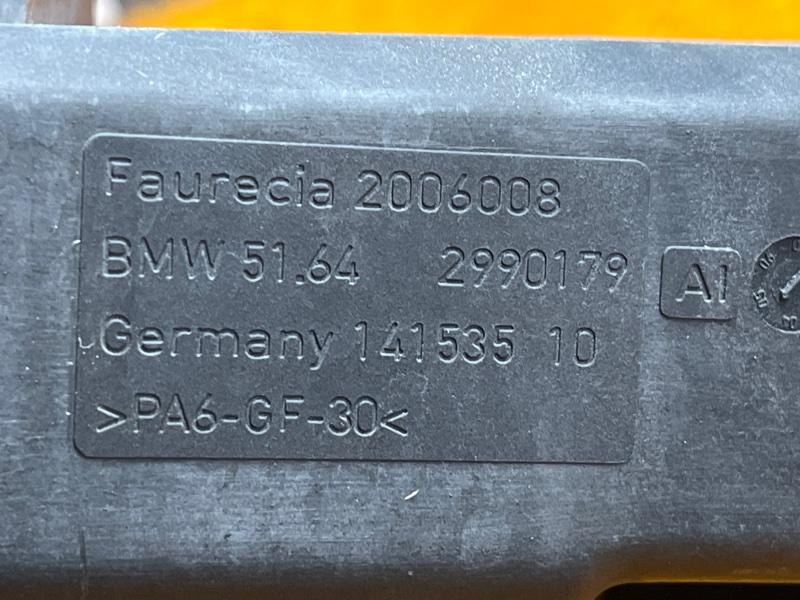 Faurecia 2006008
BMW 51.64 2990179
AI
Germany 141535 10
>PA6-GF-30<